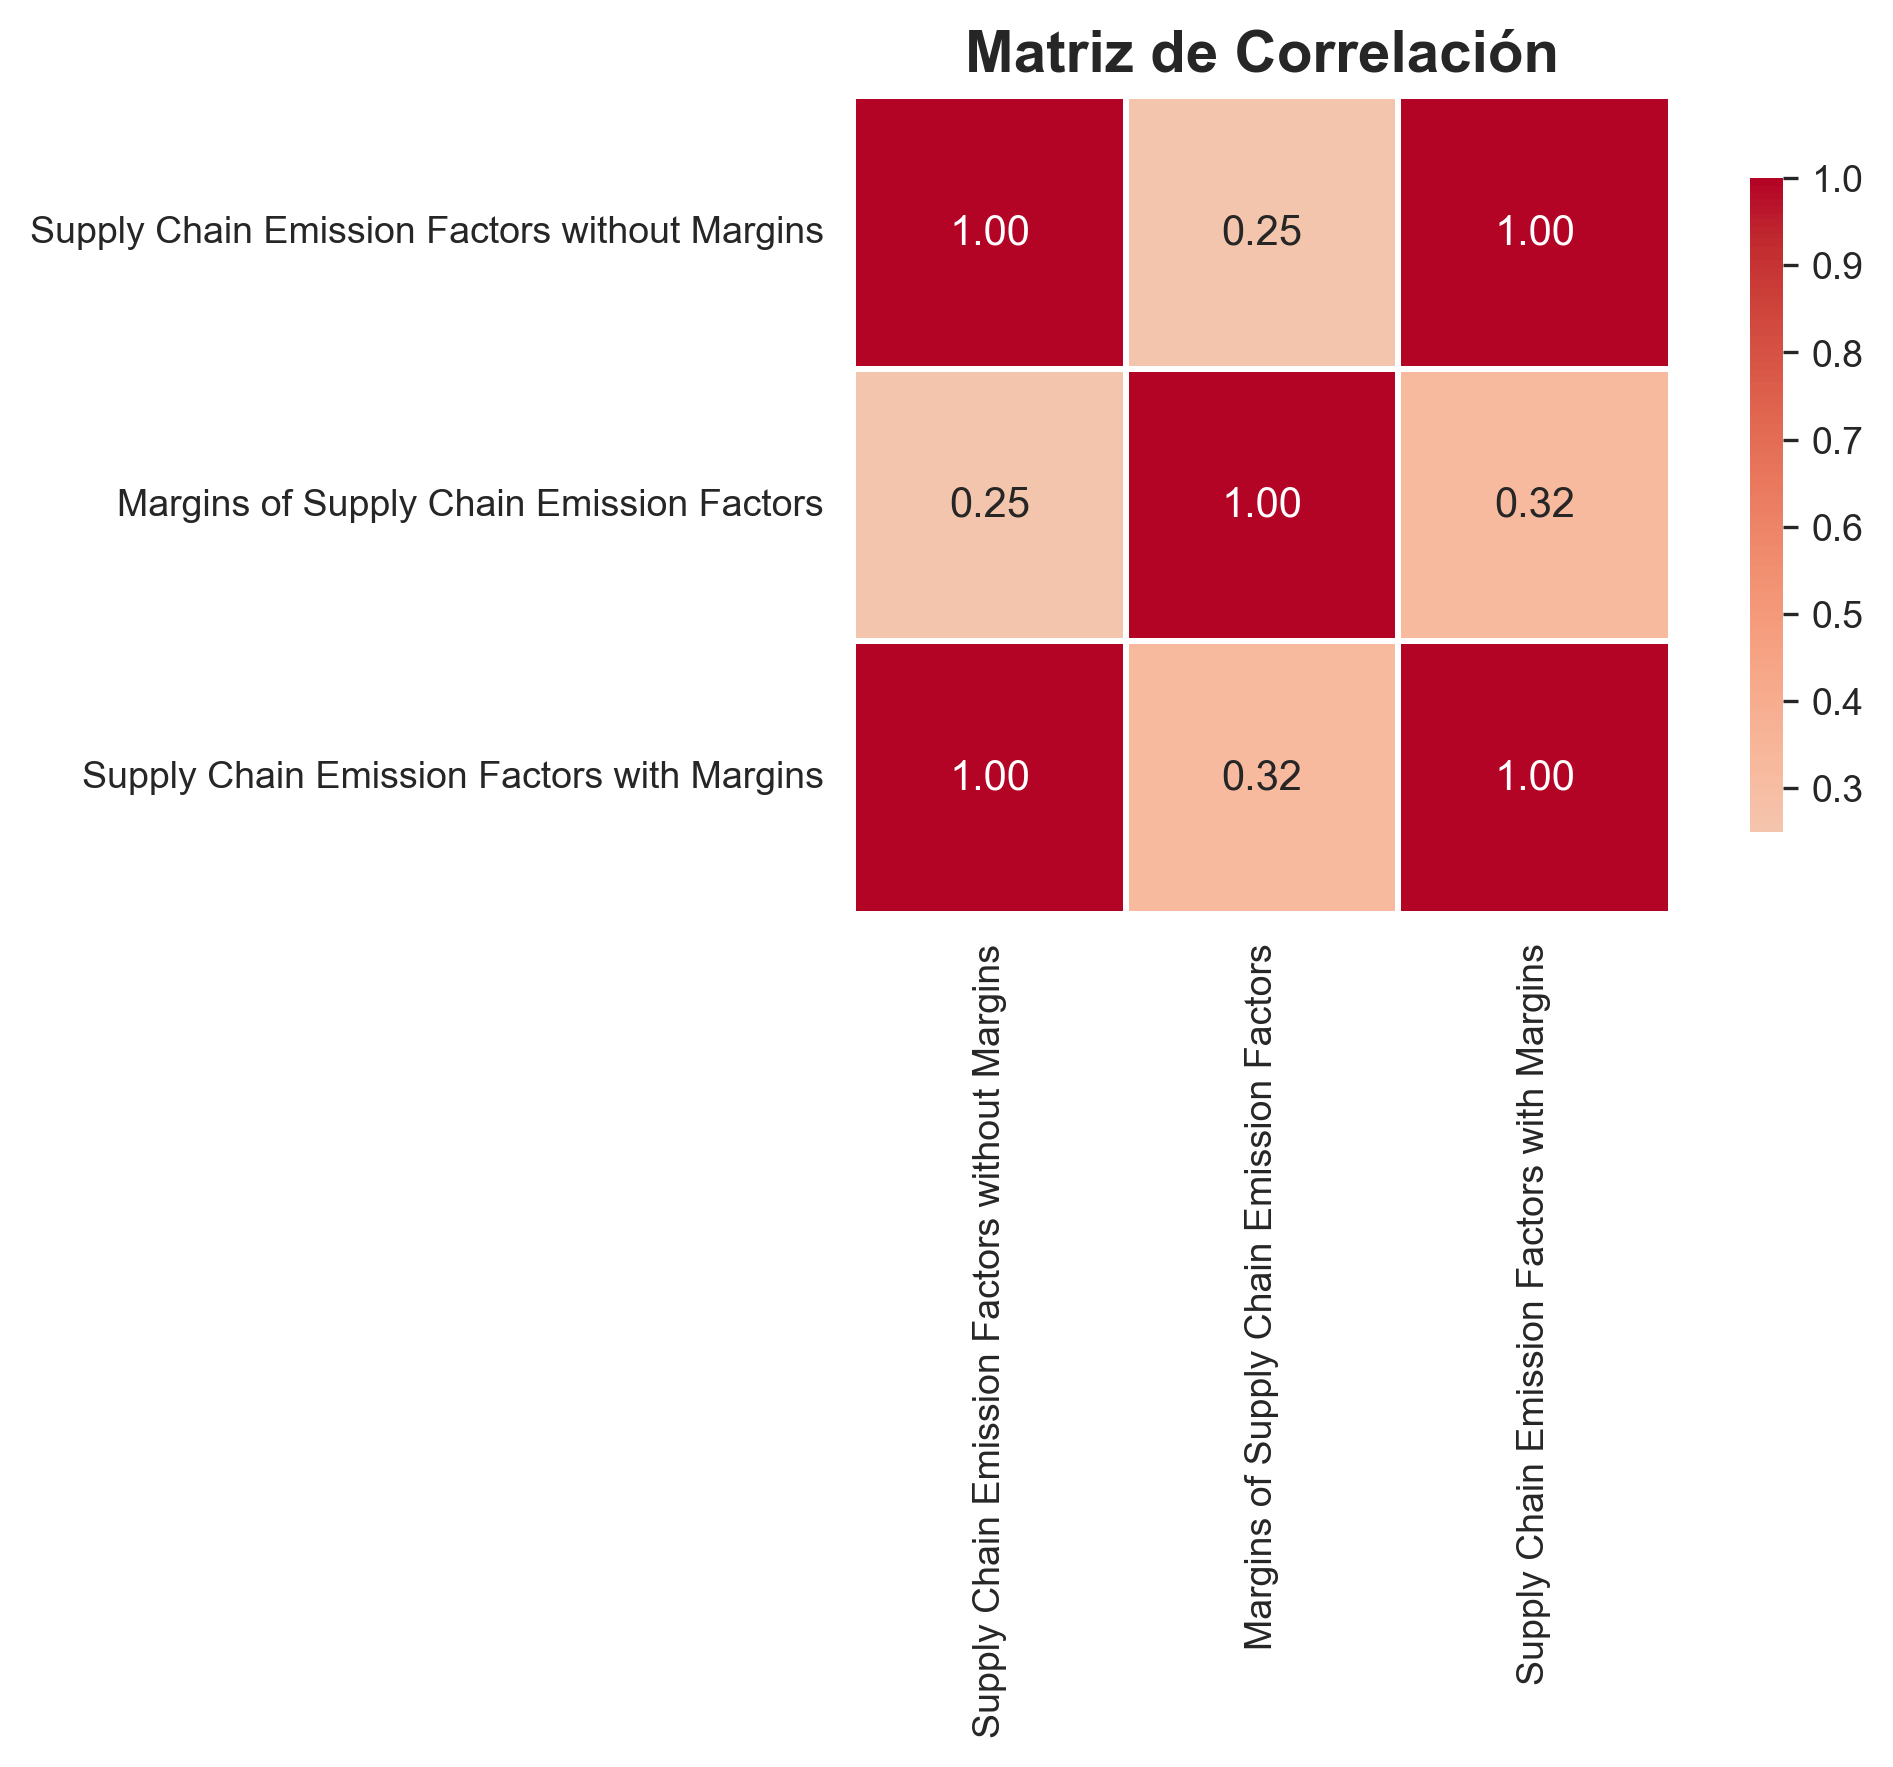 Matriz de Correlación
Supply Chain Emission Factors without Margins
1.00
0.25
1.00
Margins of Supply Chain Emission Factors
0.25
1.00
0.32
Supply Chain Emission Factors with Margins
1.00
0.32
1.00
Supply Chain Emission Factors without Margins
Margins of Supply Chain Emission Factors
Supply Chain Emission Factors with Margins
1.0
0.9
0.8
0.7
0.6
0.5
0.4
0.3